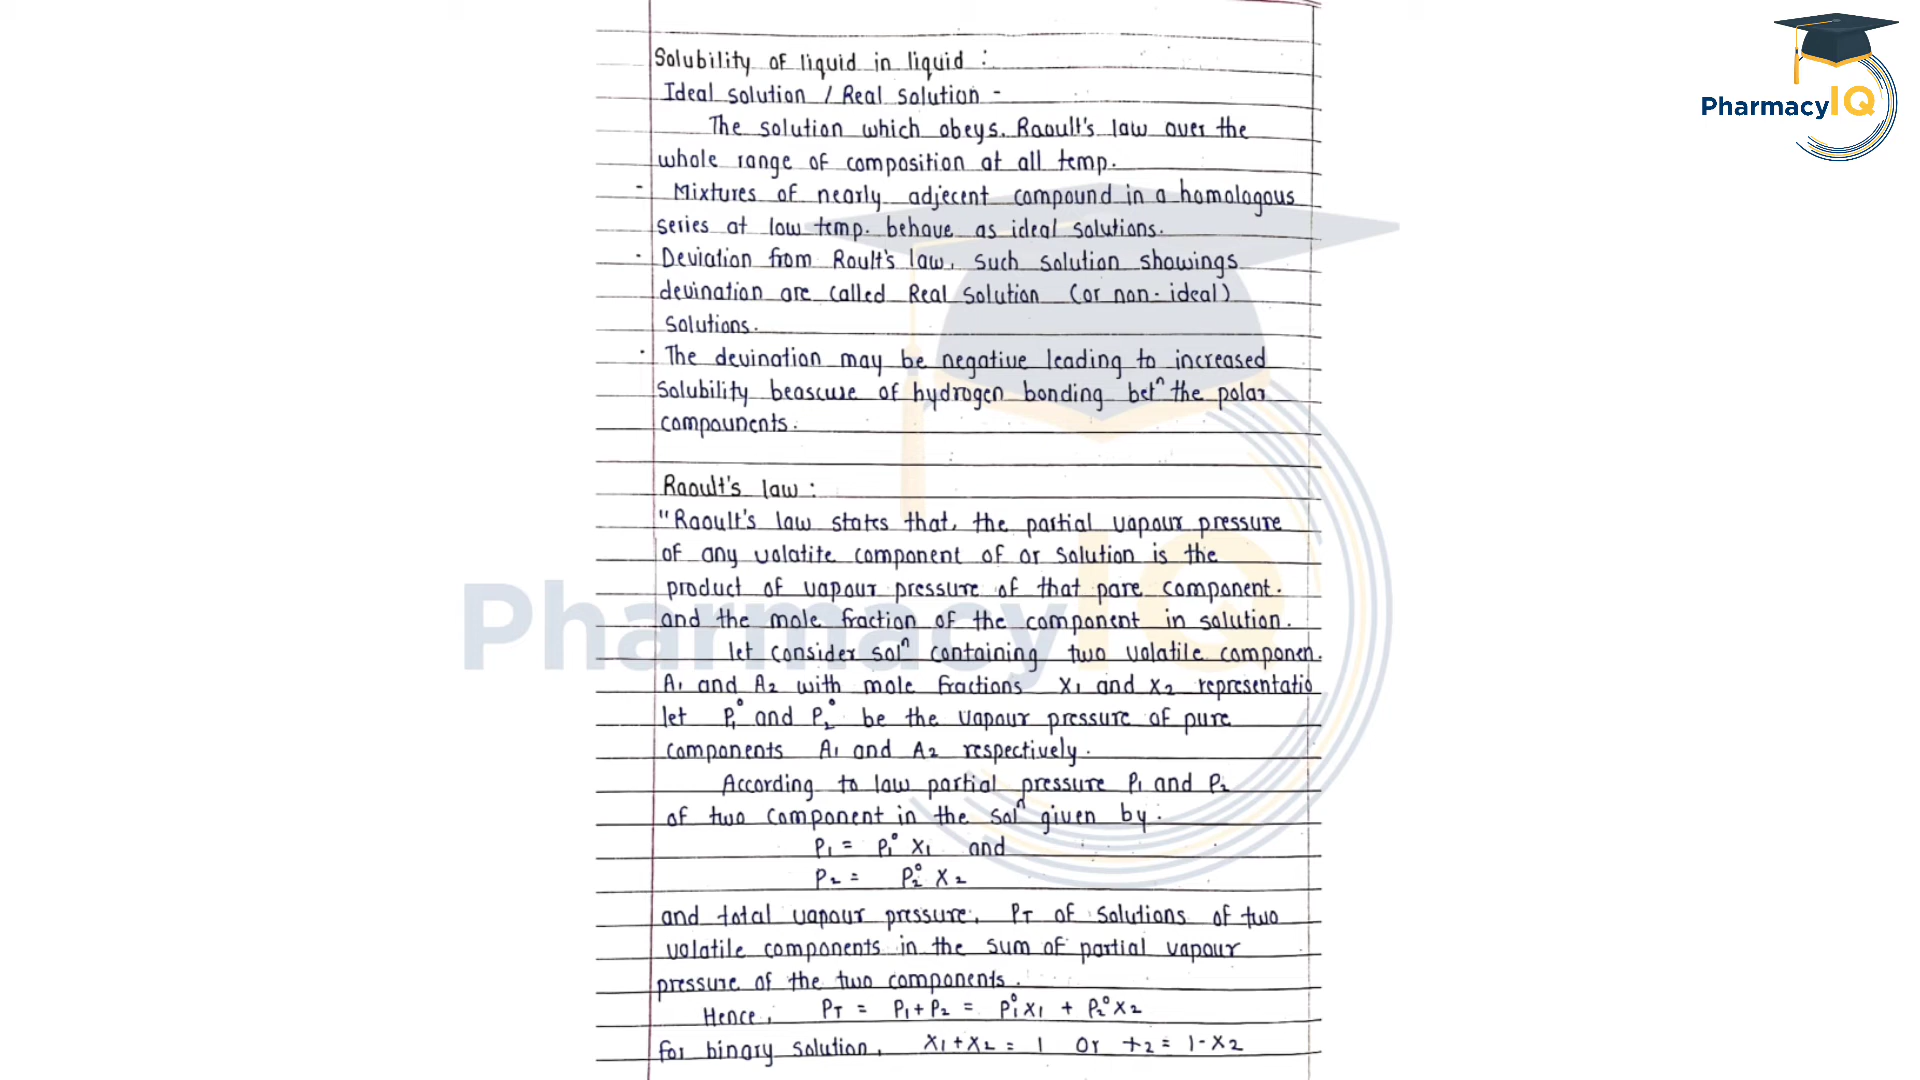 Solubility of liquid in liquid :
Ideal solution / Real solution -
The solution which obeys. Raoult's law over the
whole range of composition at all temp.
- Mixtures of nearly adjecent compound in a homologous
series at low temp. behave as ideal solutions.
- Deviation from Roult's law, such solution showings
devination are called Real solution (or non-ideal)
solutions.
· The devination may be negative leading to increased
solubility beascuse of hydrogen bonding betⁿ the polar
compounents.
Raoult's law :
"Raoult's law states that, the partial vapour pressure
of any volatite component of or solution is the
product of vapour pressure of that pare component.
and the mole fraction of the component in solution.
let consider solⁿ containing two volatile componen.
A₁ and A₂ with mole fractions X₁ and X₂ representatio
let P₁° and P₂° be the vapour pressure of pure
components A₁ and A₂ respectively.
According to law partial pressure P₁ and P₂
of two component in the solⁿ given by.
P₁ = P₁° X₁ and
P₂ = P₂° X₂
and total vapour pressure, PT of solutions of two
volatile components in the sum of partial vapour
pressure of the two components.
Hence, PT = P₁+P₂ = P₁°X₁ + P₂°X₂
for binary solution, X₁+X₂ = 1 or +₂ = 1-X₂
PharmacyIQ
PharmacyIQ